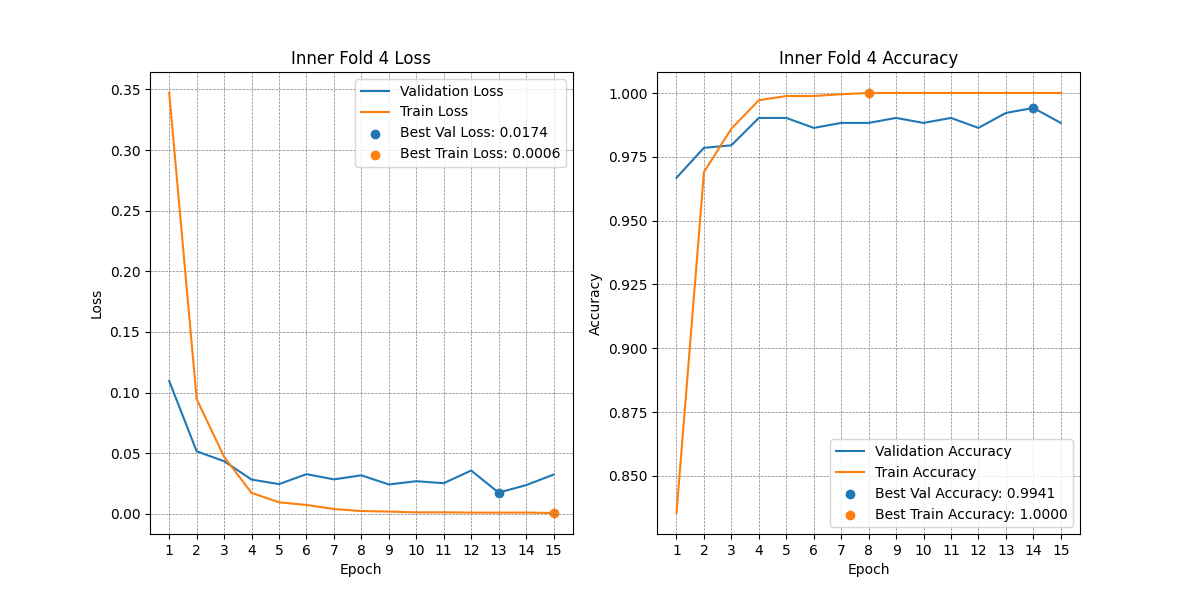 Inner Fold 4 Loss
0.35
0.30
0.25
0.20
0.15
0.10
0.05
0.00
Loss
Validation Loss
Train Loss
Best Val Loss: 0.0174
Best Train Loss: 0.0006
1 2 3 4 5 6 7 8 9 10 11 12 13 14 15
Epoch
Inner Fold 4 Accuracy
1.000
0.975
0.950
0.925
0.900
0.875
0.850
Accuracy
Validation Accuracy
Train Accuracy
Best Val Accuracy: 0.9941
Best Train Accuracy: 1.0000
1 2 3 4 5 6 7 8 9 10 11 12 13 14 15
Epoch